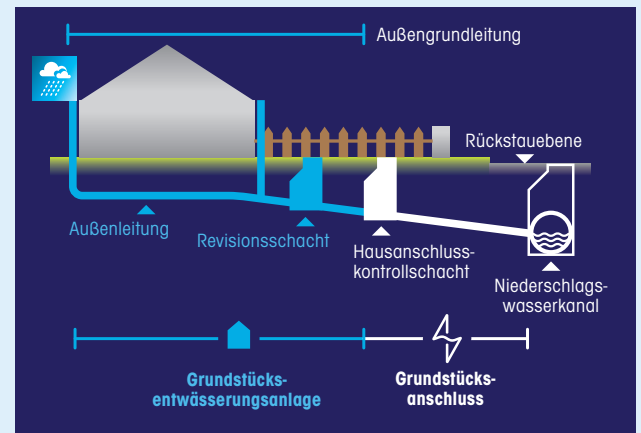 Außengrundleitung
Rückstauebene
Außenleitung
Revisionsschacht
Hausanschluss-
kontrollschacht
Niederschlags-
wasserkanal
Grundstücks-
entwässerungsanlage
Grundstücks-
anschluss